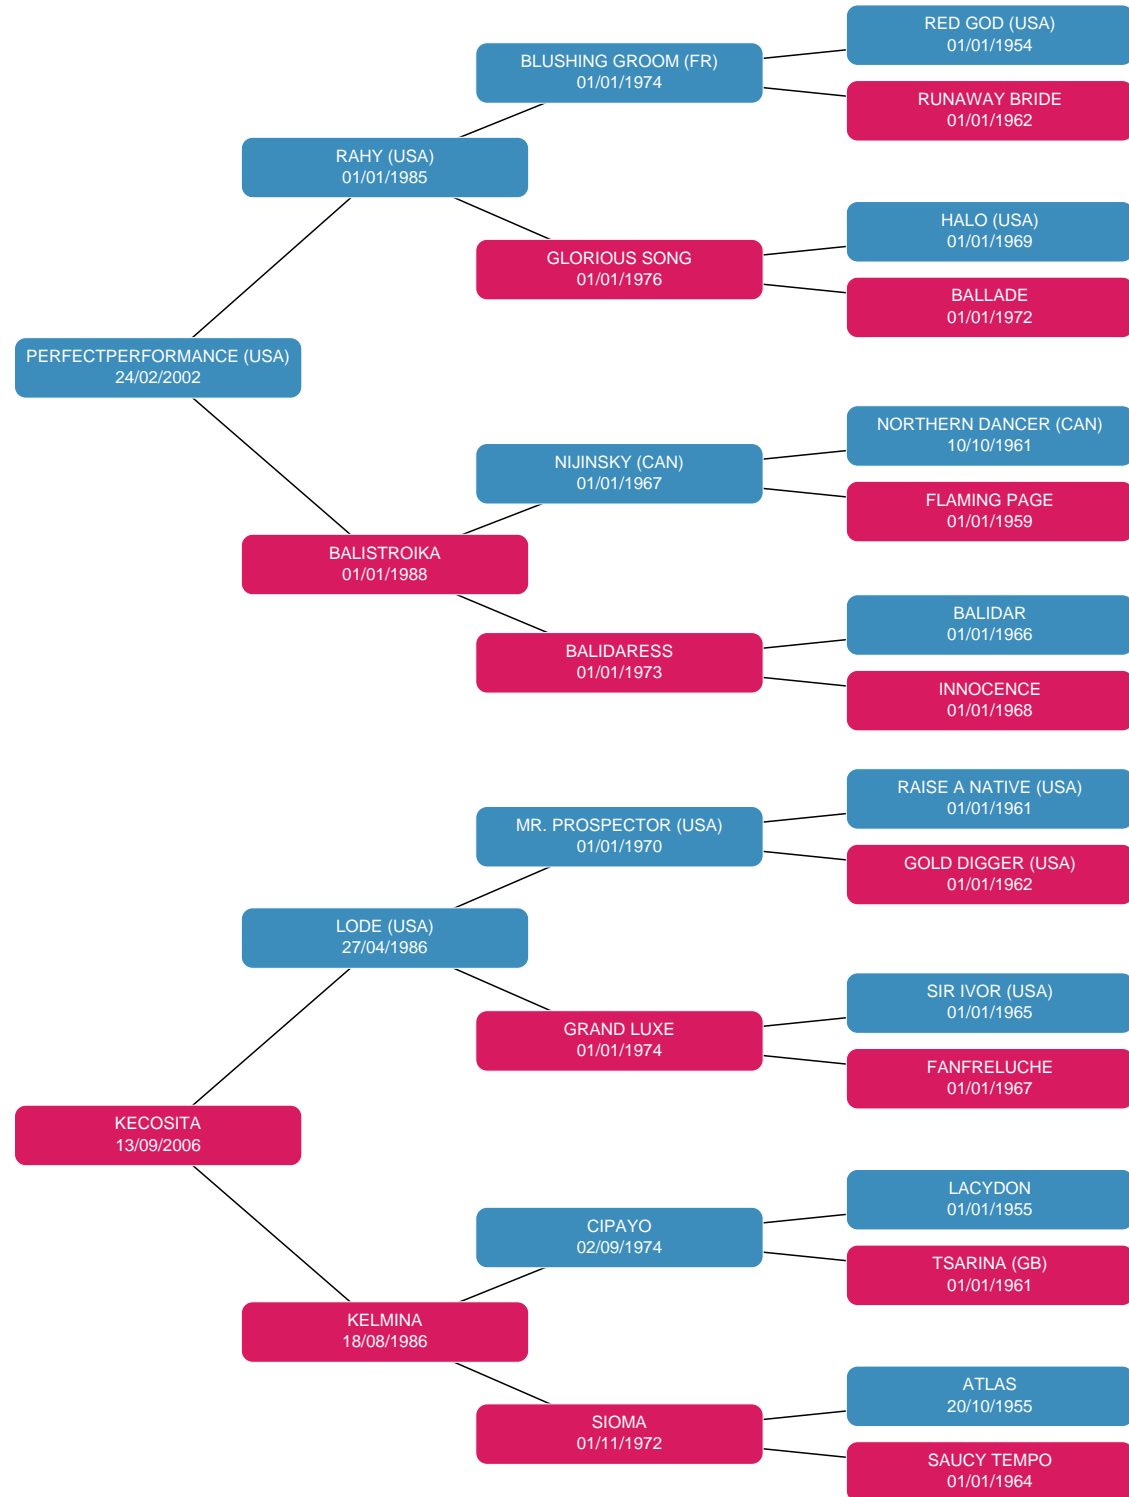 RED GOD (USA)
01/01/1954
BLUSHING GROOM (FR)
01/01/1974
RUNAWAY BRIDE
01/01/1962
RAHY (USA)
01/01/1985
HALO (USA)
01/01/1969
GLORIOUS SONG
01/01/1976
BALLADE
01/01/1972
PERFECTPERFORMANCE (USA)
24/02/2002
NORTHERN DANCER (CAN)
10/10/1961
NIJINSKY (CAN)
01/01/1967
FLAMING PAGE
01/01/1959
BALISTROIKA
01/01/1988
BALIDAR
01/01/1966
BALIDARESS
01/01/1973
INNOCENCE
01/01/1968
RAISE A NATIVE (USA)
01/01/1961
MR. PROSPECTOR (USA)
01/01/1970
GOLD DIGGER (USA)
01/01/1962
LODE (USA)
27/04/1986
SIR IVOR (USA)
01/01/1965
GRAND LUXE
01/01/1974
FANFRELUCHE
01/01/1967
KECOSITA
13/09/2006
LACYDON
01/01/1955
CIPAYO
02/09/1974
TSARINA (GB)
01/01/1961
KELMINA
18/08/1986
ATLAS
20/10/1955
SIOMA
01/11/1972
SAUCY TEMPO
01/01/1964